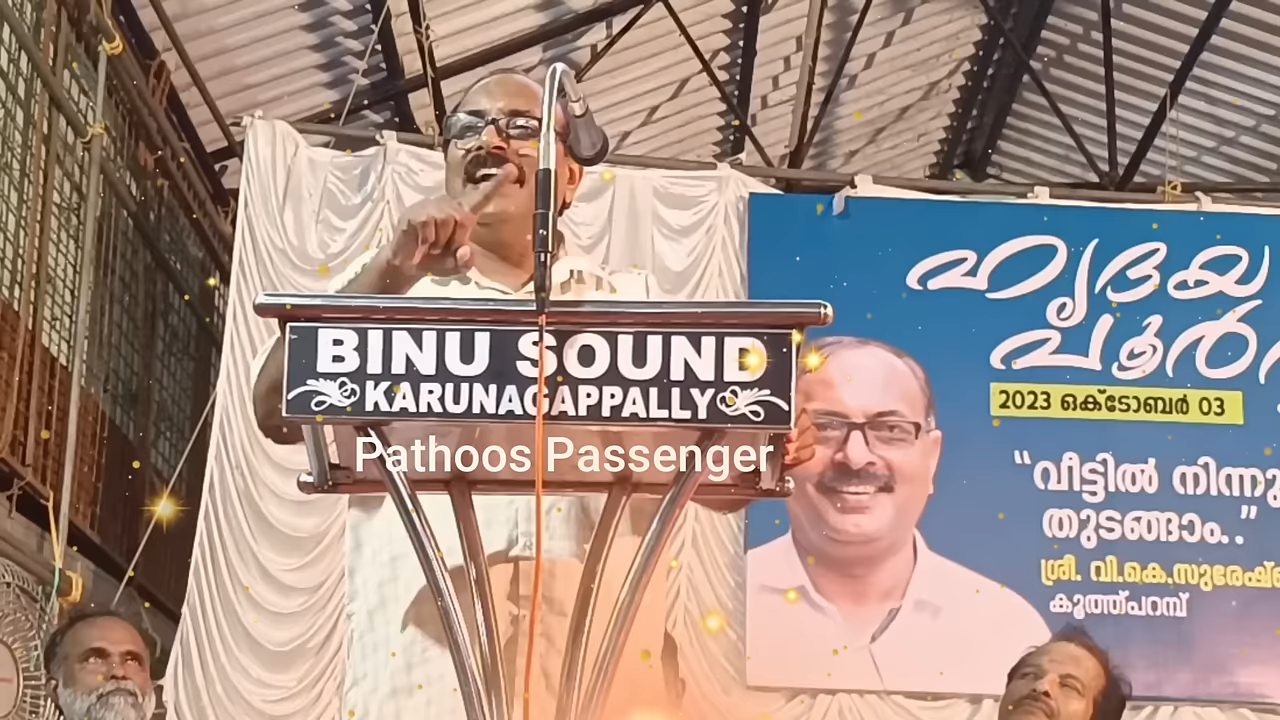 BINU SOUND
KARUNAGAPPALLY
Pathoos Passenger
ഹൃദയ
2023 ഒക്ടോബർ 03
“വീട്ടിൽ നിന്നു
തുടങ്ങാം..”
ശ്രീ. വി.കെ.സുരേഷ്
കൂത്ത്പറമ്പ്